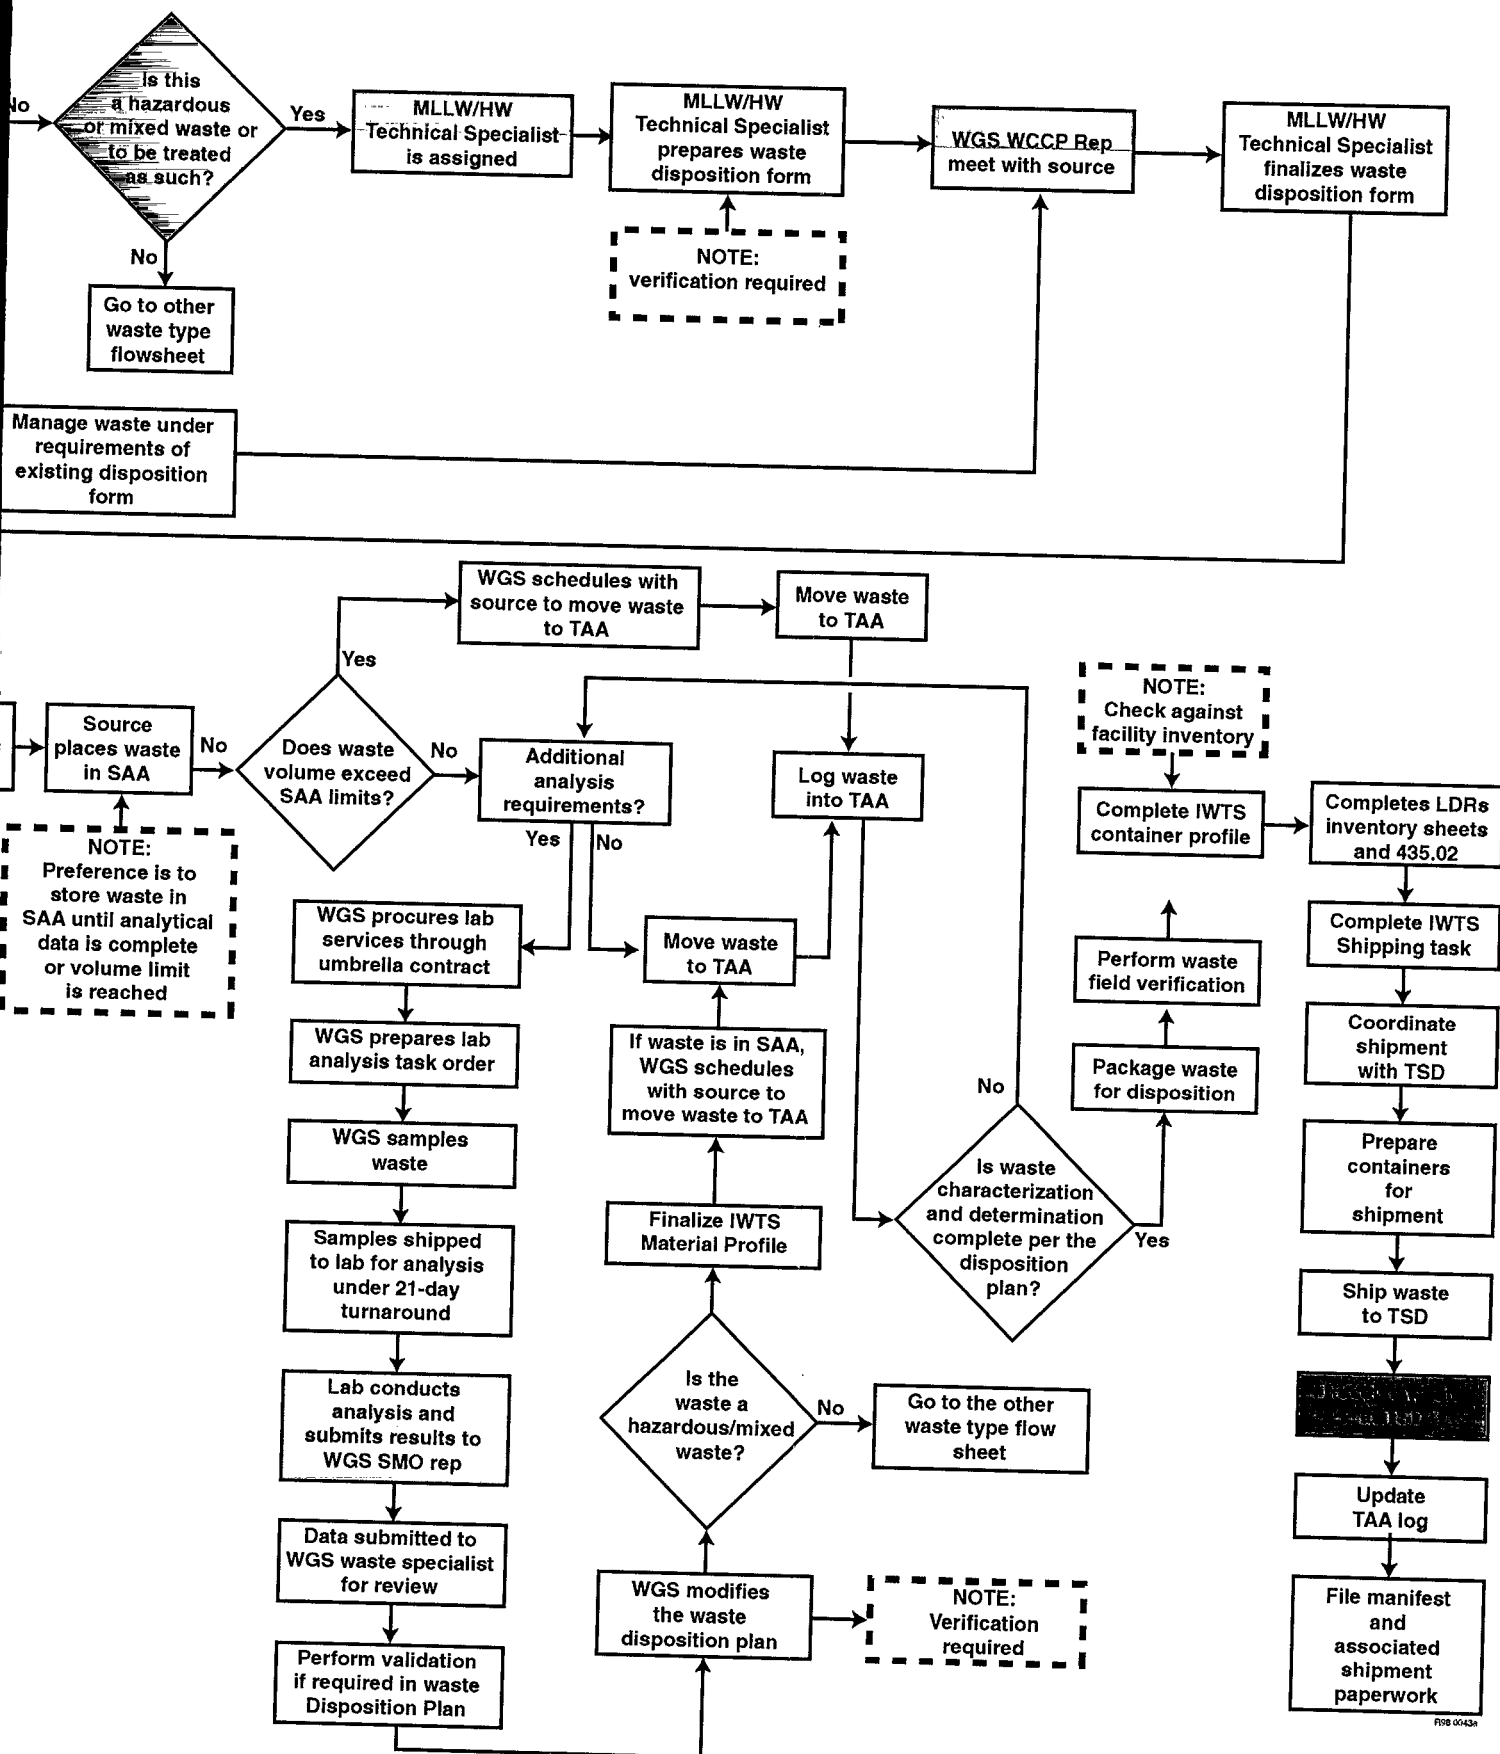 No
Is this
a hazardous
or mixed waste or
to be treated
as such?
Yes
MLLW/HW
Technical Specialist
is assigned
MLLW/HW
Technical Specialist
prepares waste
disposition form
WGS WCCP Rep
meet with source
MLLW/HW
Technical Specialist
finalizes waste
disposition form
No
NOTE:
verification required
Go to other
waste type
flowsheet
Manage waste under
requirements of
existing disposition
form
WGS schedules with
source to move waste
to TAA
Move waste
to TAA
Yes
Source
places waste
in SAA
No
Does waste
volume exceed
SAA limits?
No
Additional
analysis
requirements?
Yes
No
Log waste
into TAA
NOTE:
Check against
facility inventory
Complete IWTS
container profile
Completes LDRs
inventory sheets
and 435.02
NOTE:
Preference is to
store waste in
SAA until analytical
data is complete
or volume limit
is reached
WGS procures lab
services through
umbrella contract
Move waste
to TAA
Perform waste
field verification
Complete IWTS
Shipping task
WGS prepares lab
analysis task order
If waste is in SAA,
WGS schedules
with source to
move waste to TAA
Package waste
for disposition
Coordinate
shipment
with TSD
No
WGS samples
waste
Is waste
characterization
and determination
complete per the
disposition
plan?
Yes
Prepare
containers
for
shipment
Samples shipped
to lab for analysis
under 21-day
turnaround
Finalize IWTS
Material Profile
Ship waste
to TSD
Lab conducts
analysis and
submits results to
WGS SMO rep
Is the
waste a
hazardous/mixed
waste?
No
Go to the other
waste type flow
sheet
Update
TAA log
Data submitted to
WGS waste specialist
for review
WGS modifies
the waste
disposition plan
NOTE:
Verification
required
File manifest
and
associated
shipment
paperwork
Perform validation
if required in waste
Disposition Plan